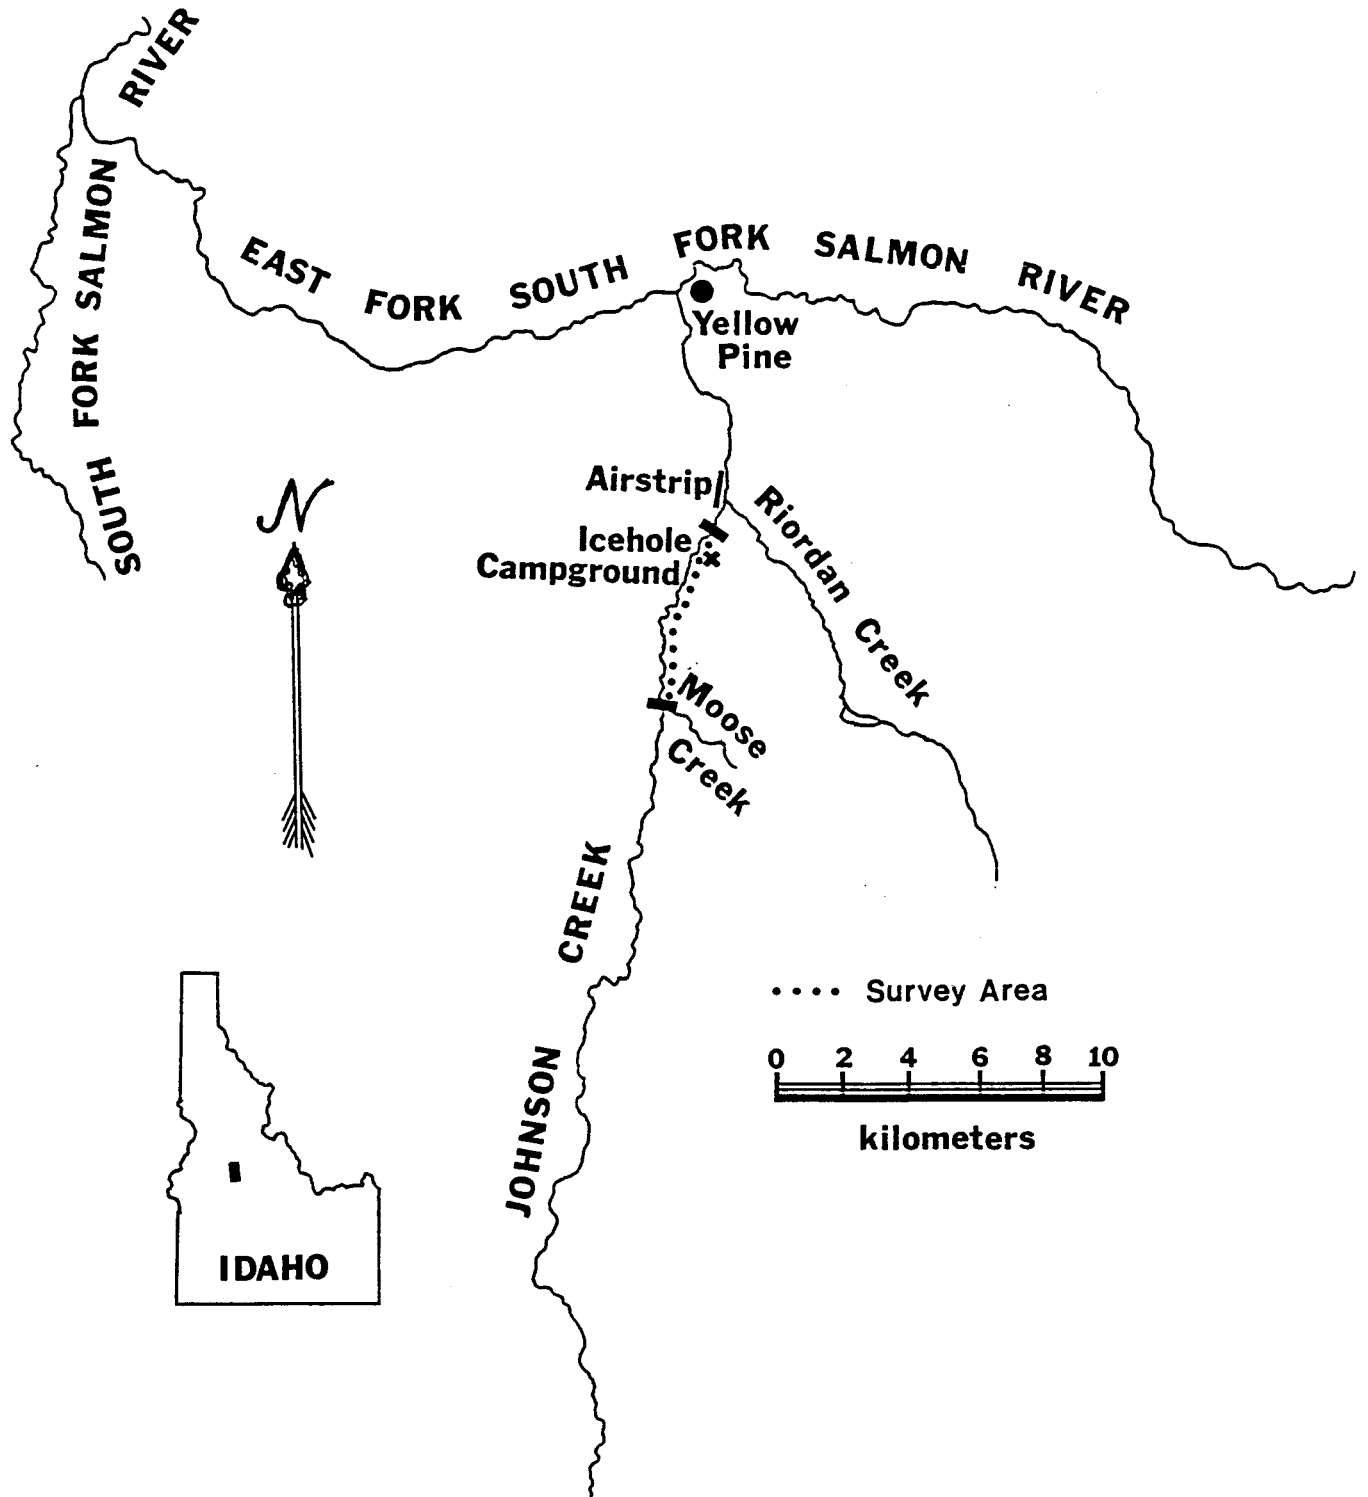 SOUTH FORK SALMON RIVER
EAST FORK SOUTH FORK SALMON RIVER
Yellow
Pine
Airstrip
Icehole
Campground
Riordan Creek
Moose
Creek
JOHNSON CREEK
N
Survey Area
0 2 4 6 8 10
kilometers
IDAHO